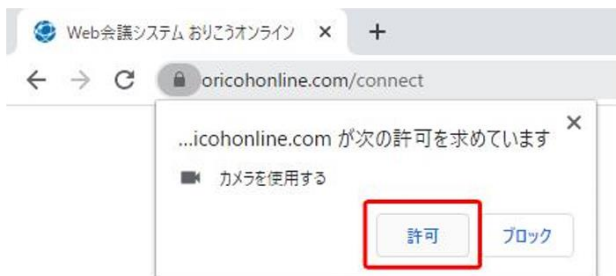 Web会議システム おりこうオンライン
oricohonline.com/connect
...icohonline.com が次の許可を求めています
カメラを使用する
許可 ブロック